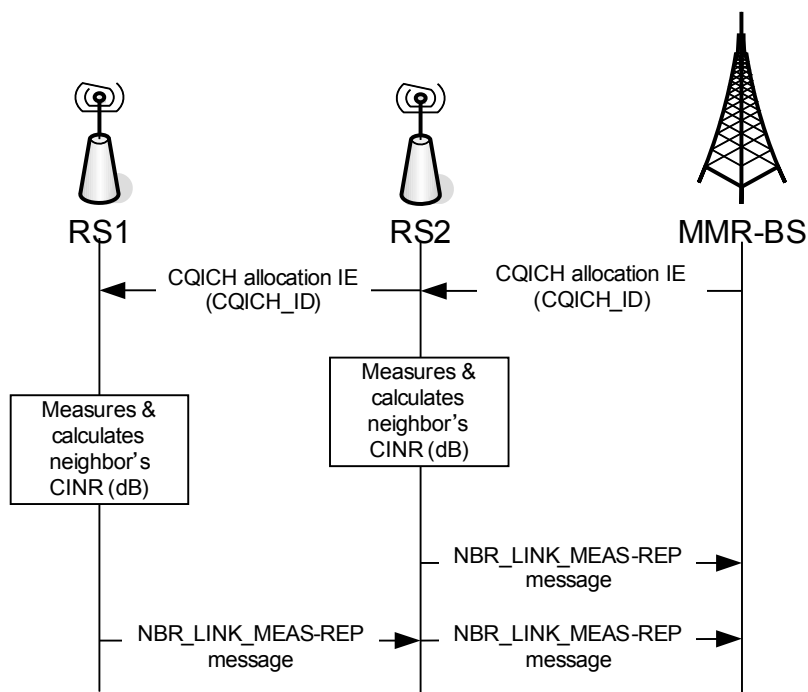 RS1
RS2
MMR-BS
CQICH allocation IE
(CQICH_ID)
CQICH allocation IE
(CQICH_ID)
Measures &
calculates
neighbor’s
CINR (dB)
Measures &
calculates
neighbor’s
CINR (dB)
NBR_LINK_MEAS-REP
message
NBR_LINK_MEAS-REP
message
NBR_LINK_MEAS-REP
message